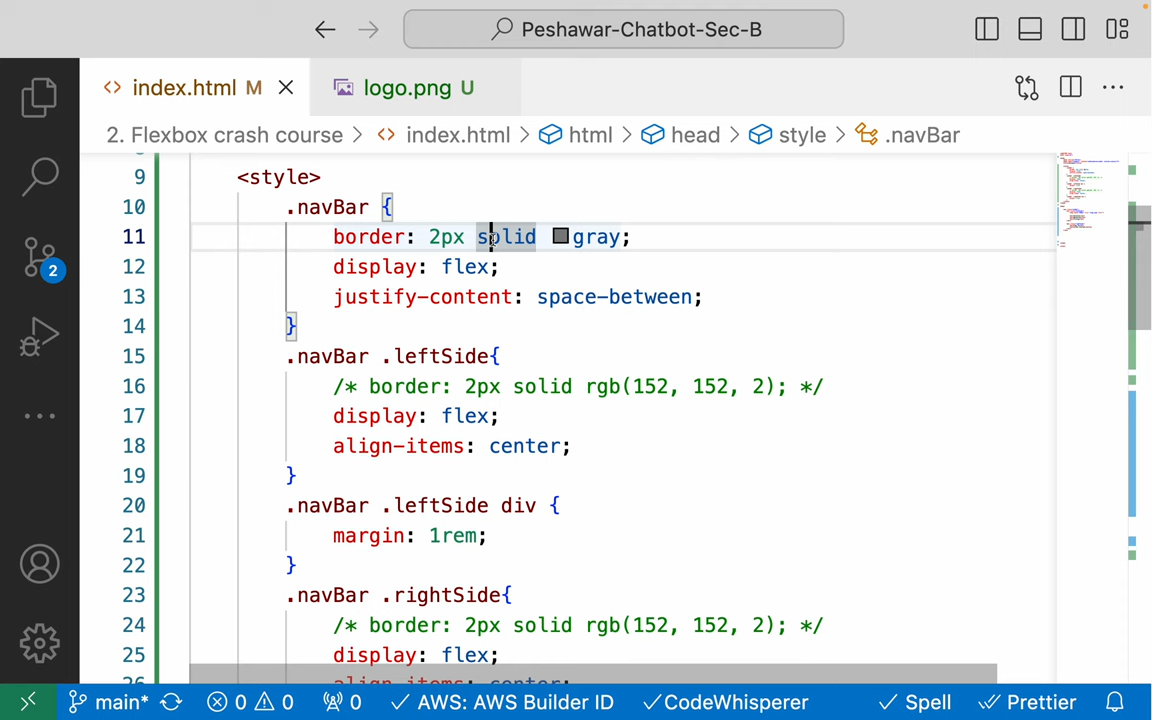 Peshawar-Chatbot-Sec-B
index.html M
logo.png U
2. Flexbox crash course > index.html > html > head > style > .navBar
9 <style>
10 .navBar {
11 border: 2px solid gray;
12 display: flex;
13 justify-content: space-between;
14 }
15 .navBar .leftSide{
16 /* border: 2px solid rgb(152, 152, 2); */
17 display: flex;
18 align-items: center;
19 }
20 .navBar .leftSide div {
21 margin: 1rem;
22 }
23 .navBar .rightSide{
24 /* border: 2px solid rgb(152, 152, 2); */
25 display: flex;
26 align-items: center;
2
main* 0 0 0 AWS: AWS Builder ID CodeWhisperer Spell Prettier